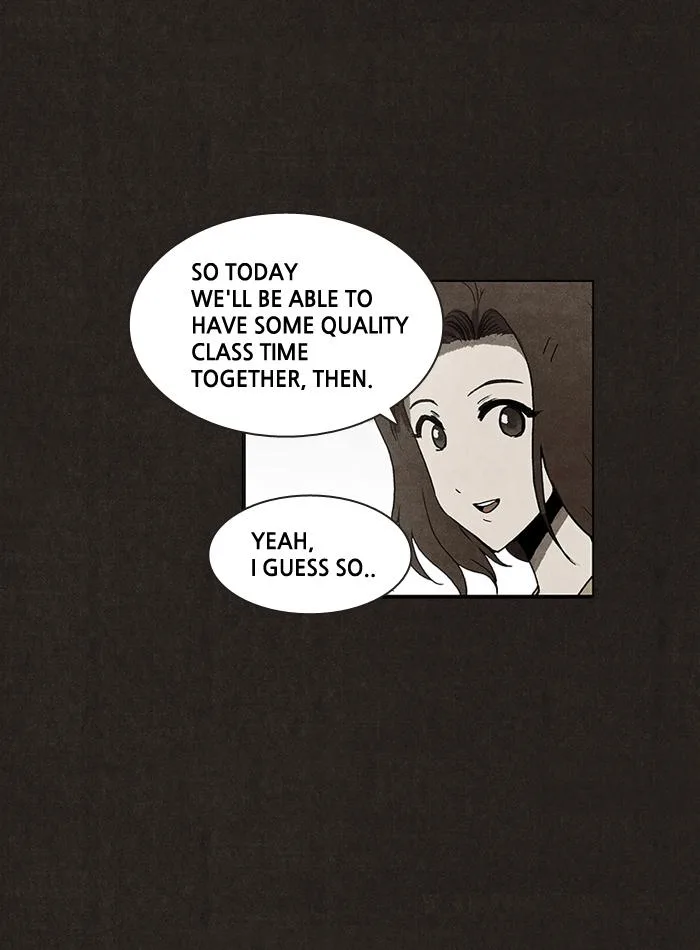 SO TODAY
WE'LL BE ABLE TO
HAVE SOME QUALITY
CLASS TIME
TOGETHER, THEN.
YEAH,
I GUESS SO..